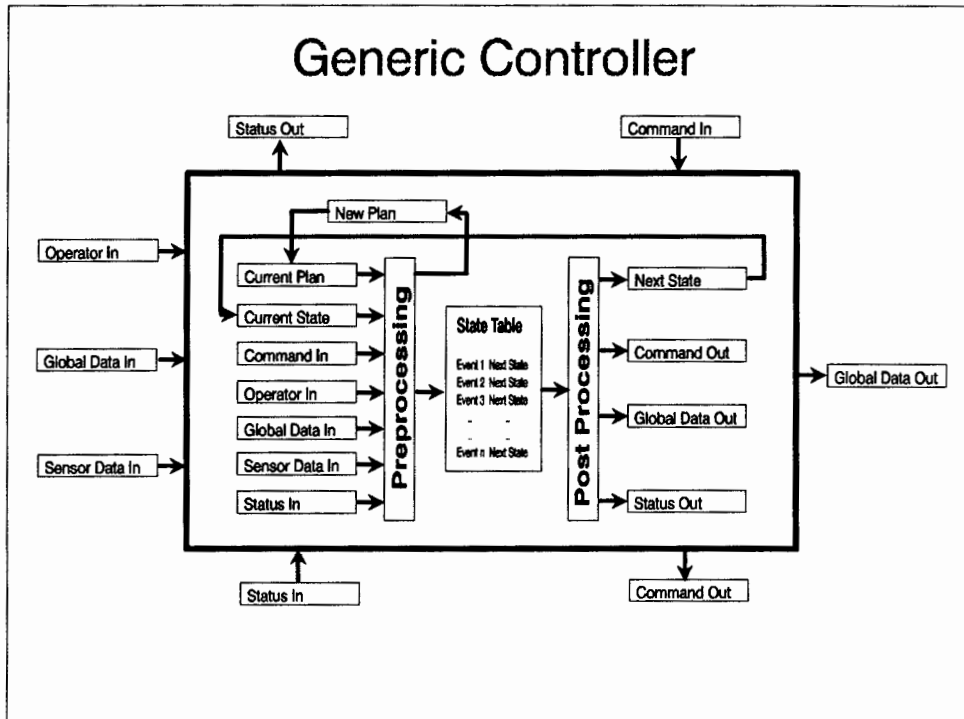 Generic Controller
Status Out
Command In
New Plan
Operator In
Current Plan
Next State
Current State
Preprocessing
State Table
Post Processing
Command In
Command Out
Global Data In
Event 1 Next State
Event 2 Next State
Event 3 Next State
- -
- -
Event n Next State
Operator In
Global Data Out
Global Data Out
Global Data In
Sensor Data In
Sensor Data In
Status In
Status Out
Status In
Command Out